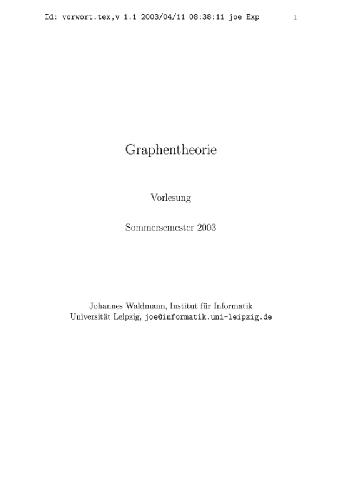 Id: vorwort.tex,v 1.1 2003/04/11 08:38:11 joe Exp 1
Graphentheorie
Vorlesung
Sommersemester 2003
Johannes Waldmann, Institut für Informatik
Universität Leipzig, joe@informatik.uni-leipzig.de